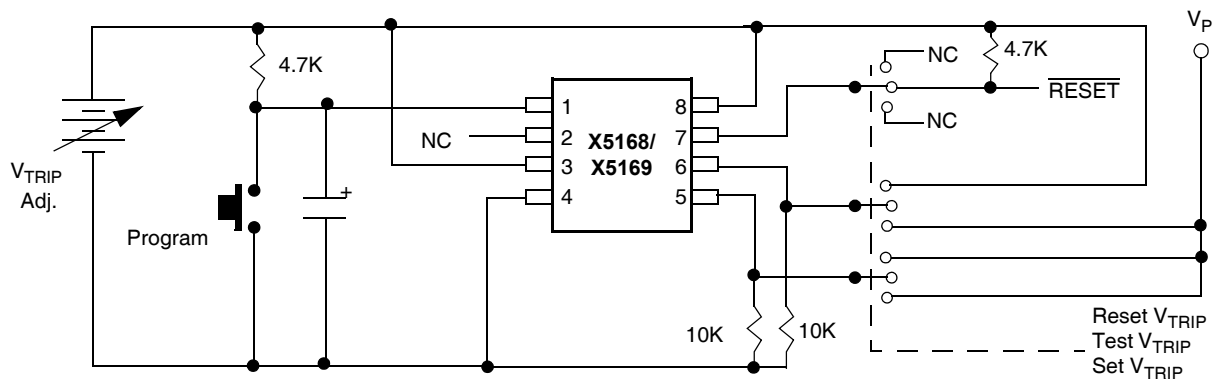 V_P
4.7K
NC
4.7K
RESET
NC
1
8
NC
2
X5168/
X5169
7
3
6
4
5
V_TRIP
Adj.
+
Program
10K
10K
Reset V_TRIP
Test V_TRIP
Set V_TRIP